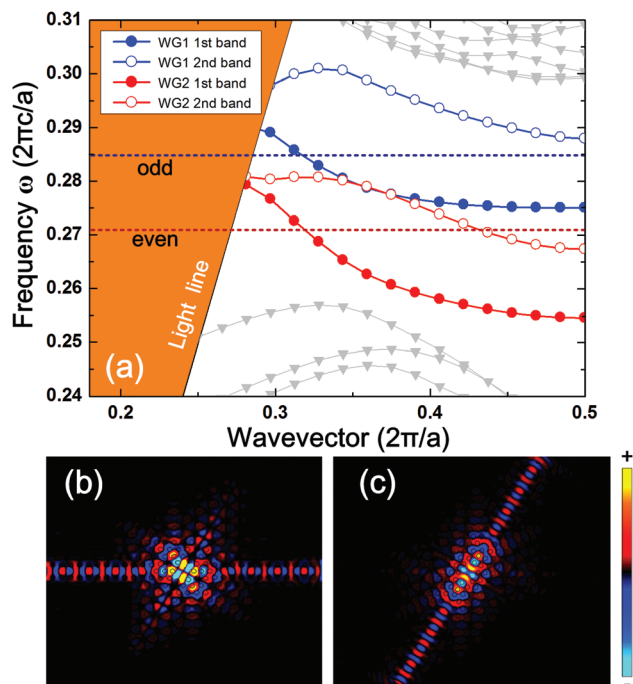 0.31
0.30
0.29
0.28
0.27
0.26
0.25
0.24
Frequency ω (2πc/a)
WG1 1st band
WG1 2nd band
WG2 1st band
WG2 2nd band
odd
even
Light line
(a)
0.2 0.3 0.4 0.5
Wavevector (2π/a)
(b) (c) +
-